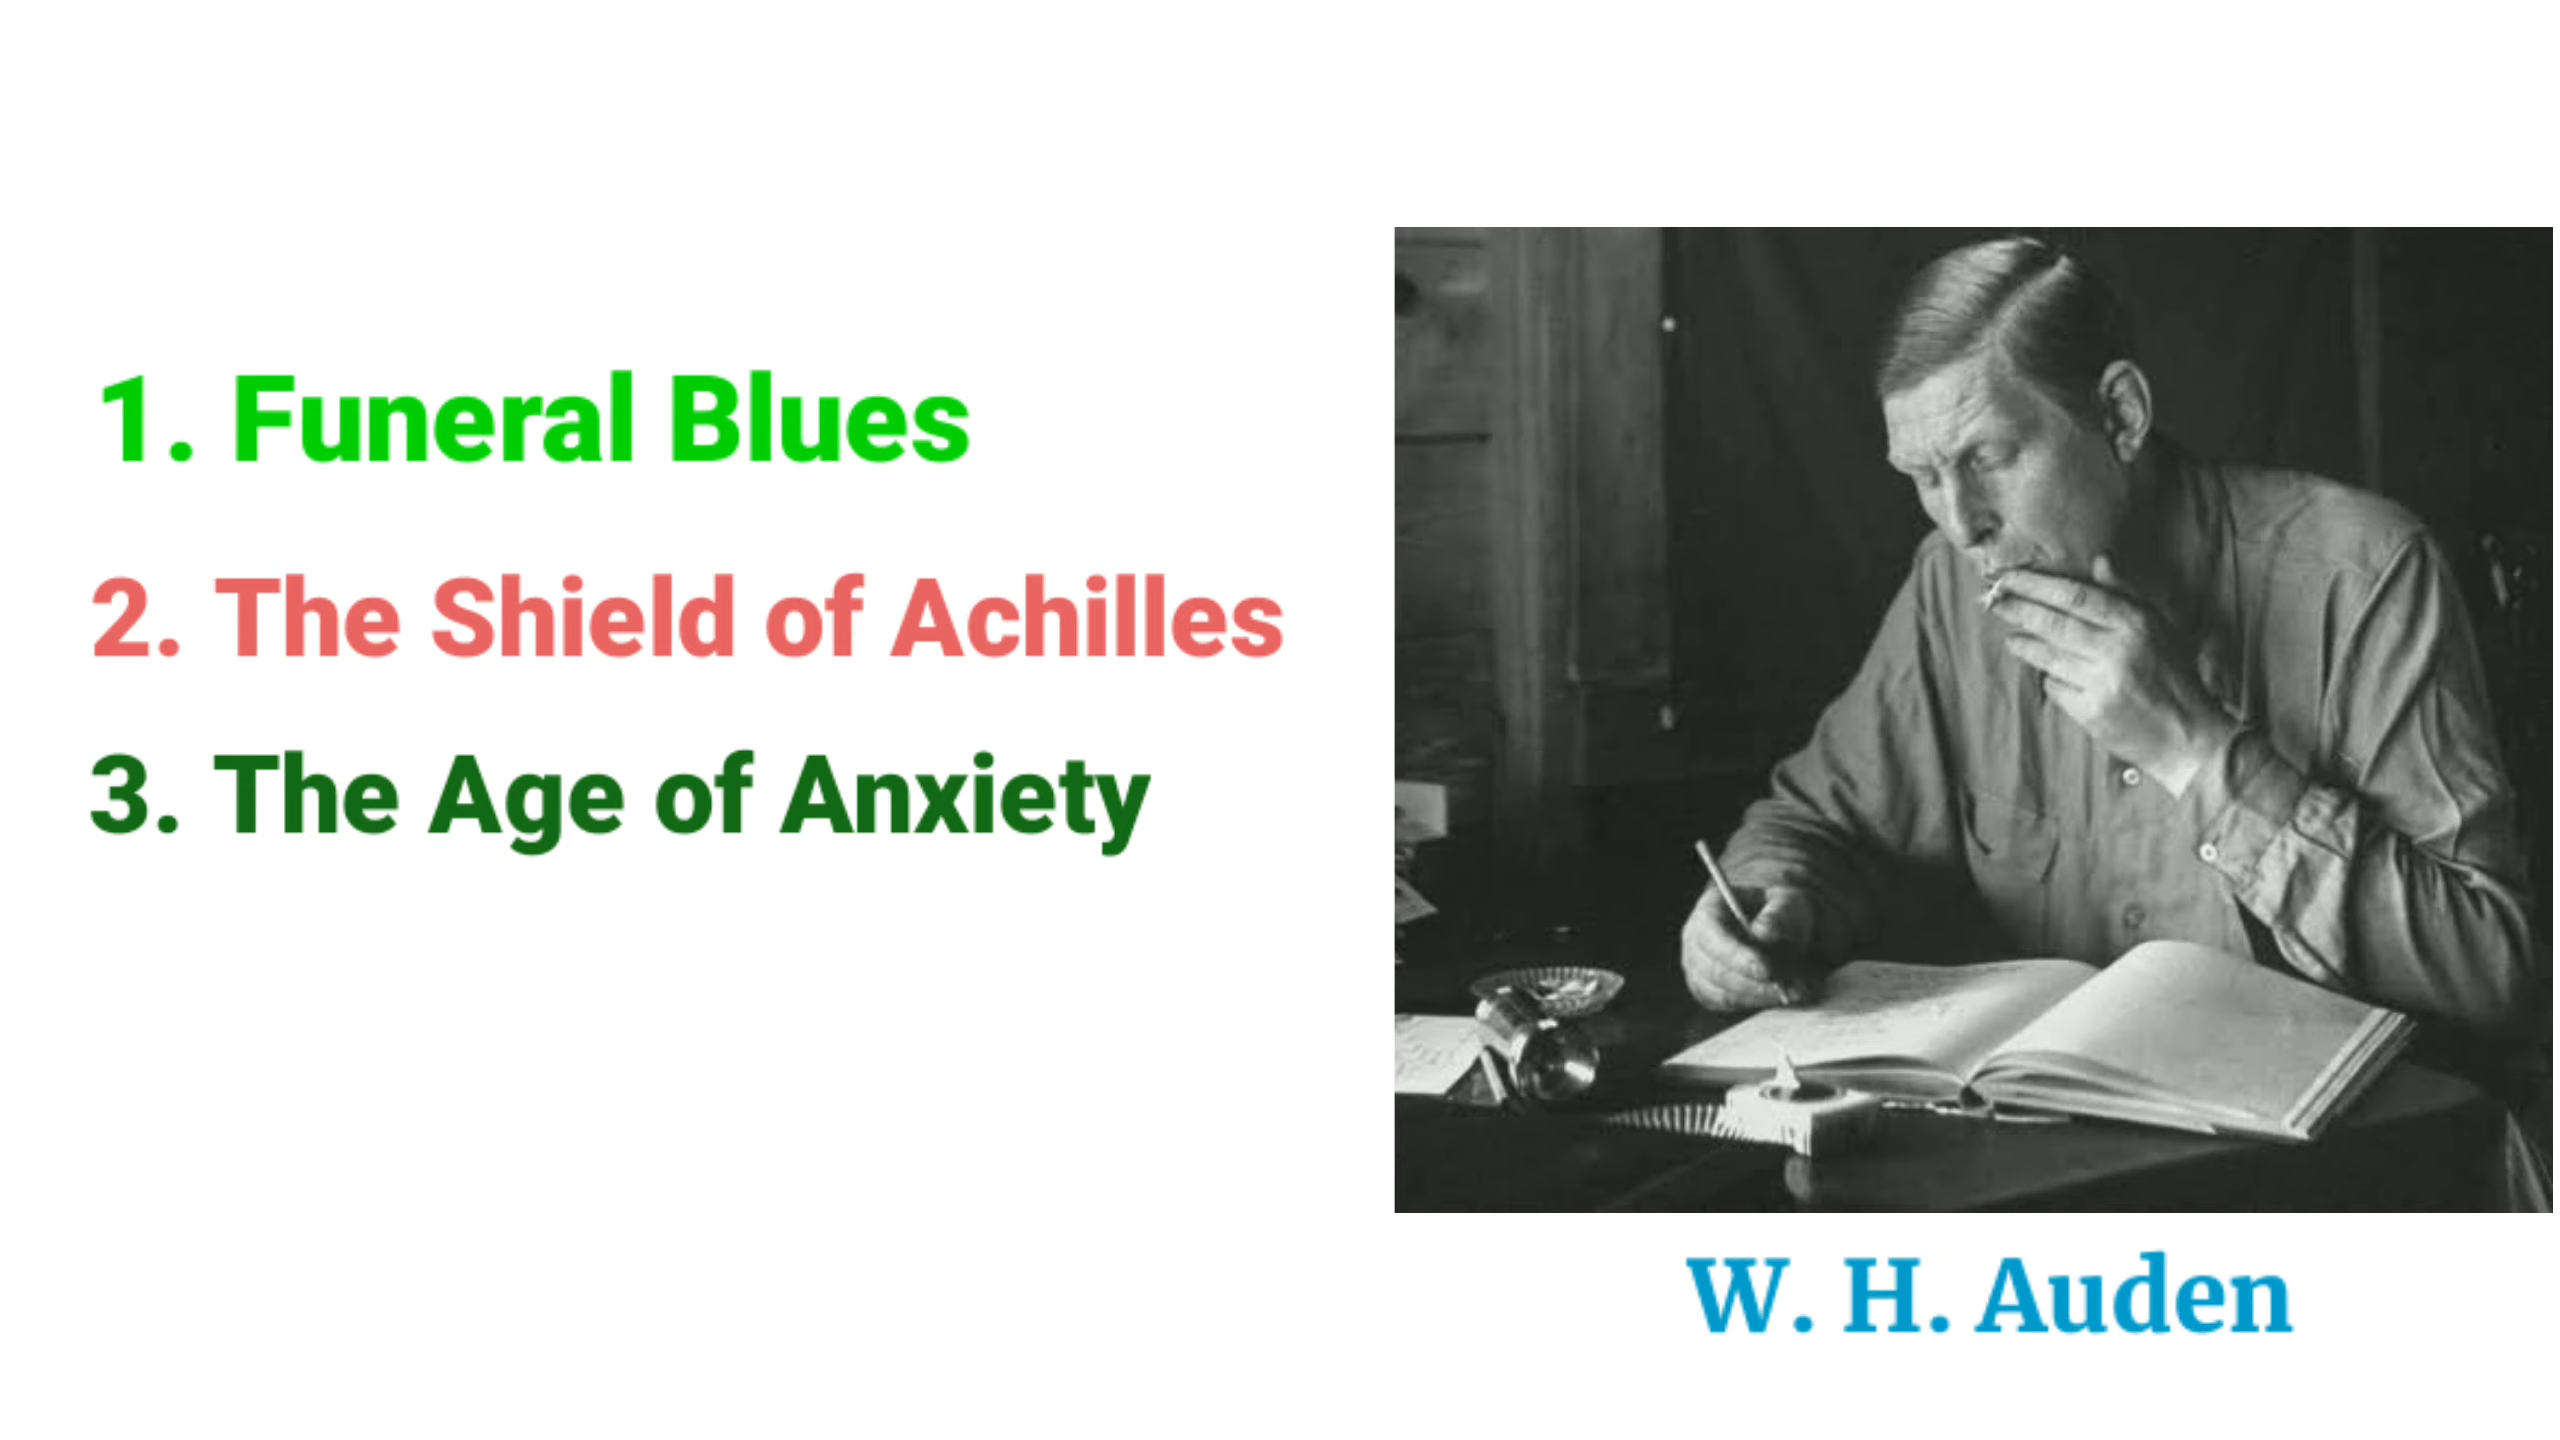 1. Funeral Blues
2. The Shield of Achilles
3. The Age of Anxiety
W. H. Auden